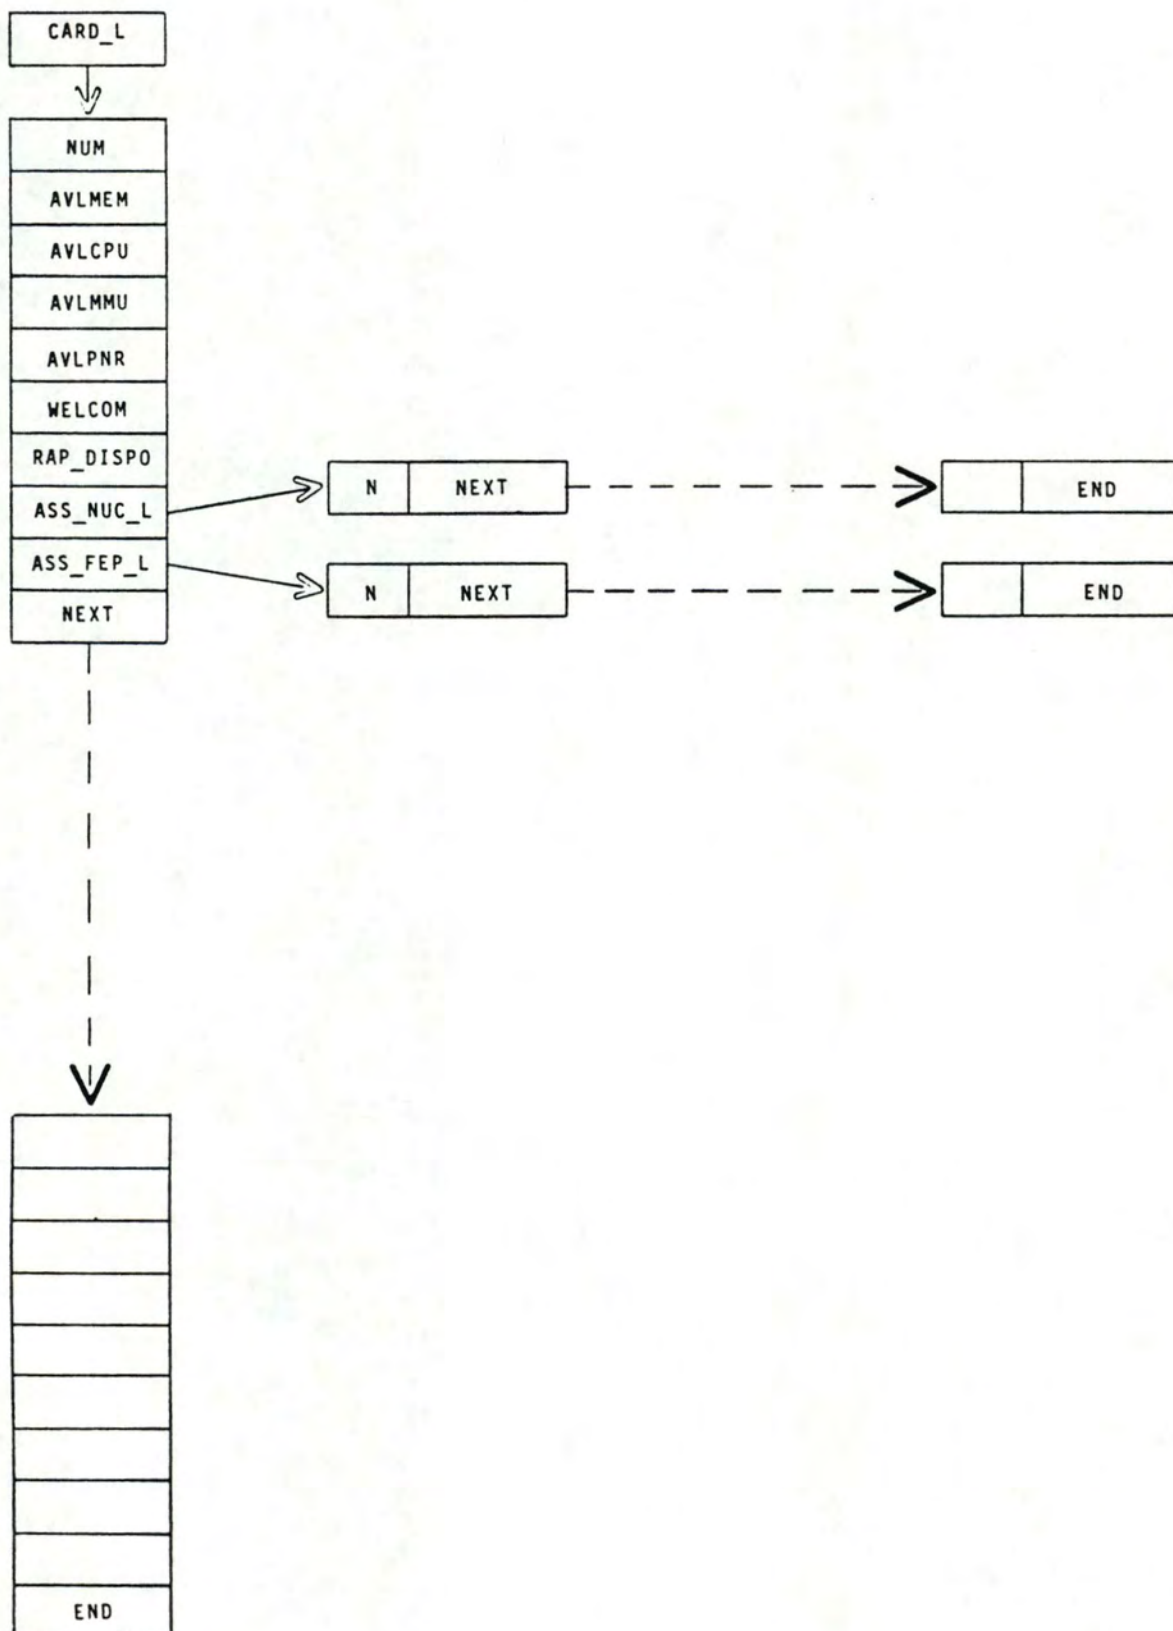 CARD_L
NUM
AVLMEM
AVLCPU
AVLMMU
AVLPNR
WELCOM
RAP_DISPO
ASS_NUC_L
N NEXT END
ASS_FEP_L
N NEXT END
NEXT
END